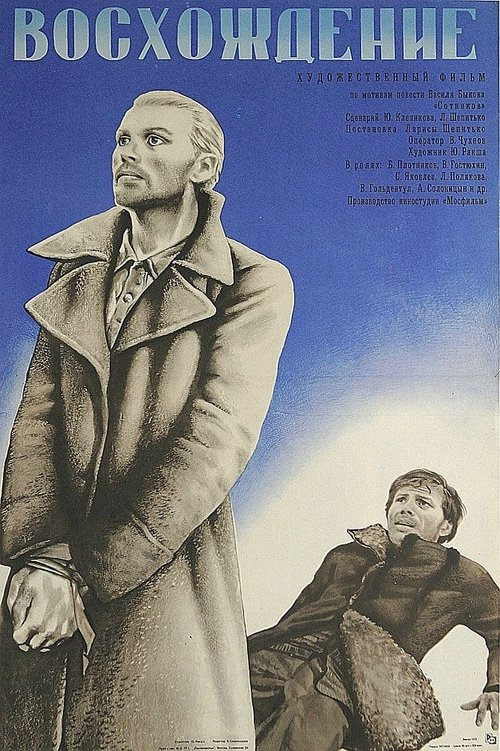 ВОСХОЖДЕНИЕ
ХУДОЖЕСТВЕННЫЙ ФИЛЬМ
по мотивам повести Василя Быкова
«Сотников»
Сценарий Ю. Клепикова, Л. Шепитько
Постановка Ларисы Шепитько
Оператор В. Чухнов
Художник Ю. Ракша
В ролях: Б. Плотников, В. Гостюхин,
С. Яковлев, Л. Полякова,
В. Гольдентул, А. Солоницын и др.
Производство киностудии «Мосфильм»